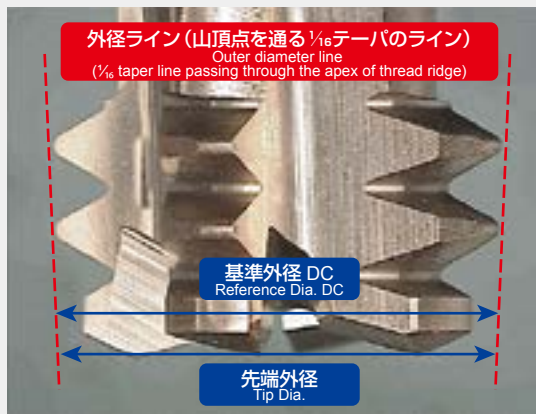 外径ライン（山頂点を通る1⁄16テーパのライン）
Outer diameter line
(1⁄16 taper line passing through the apex of thread ridge)
基準外径 DC
Reference Dia. DC
先端外径
Tip Dia.